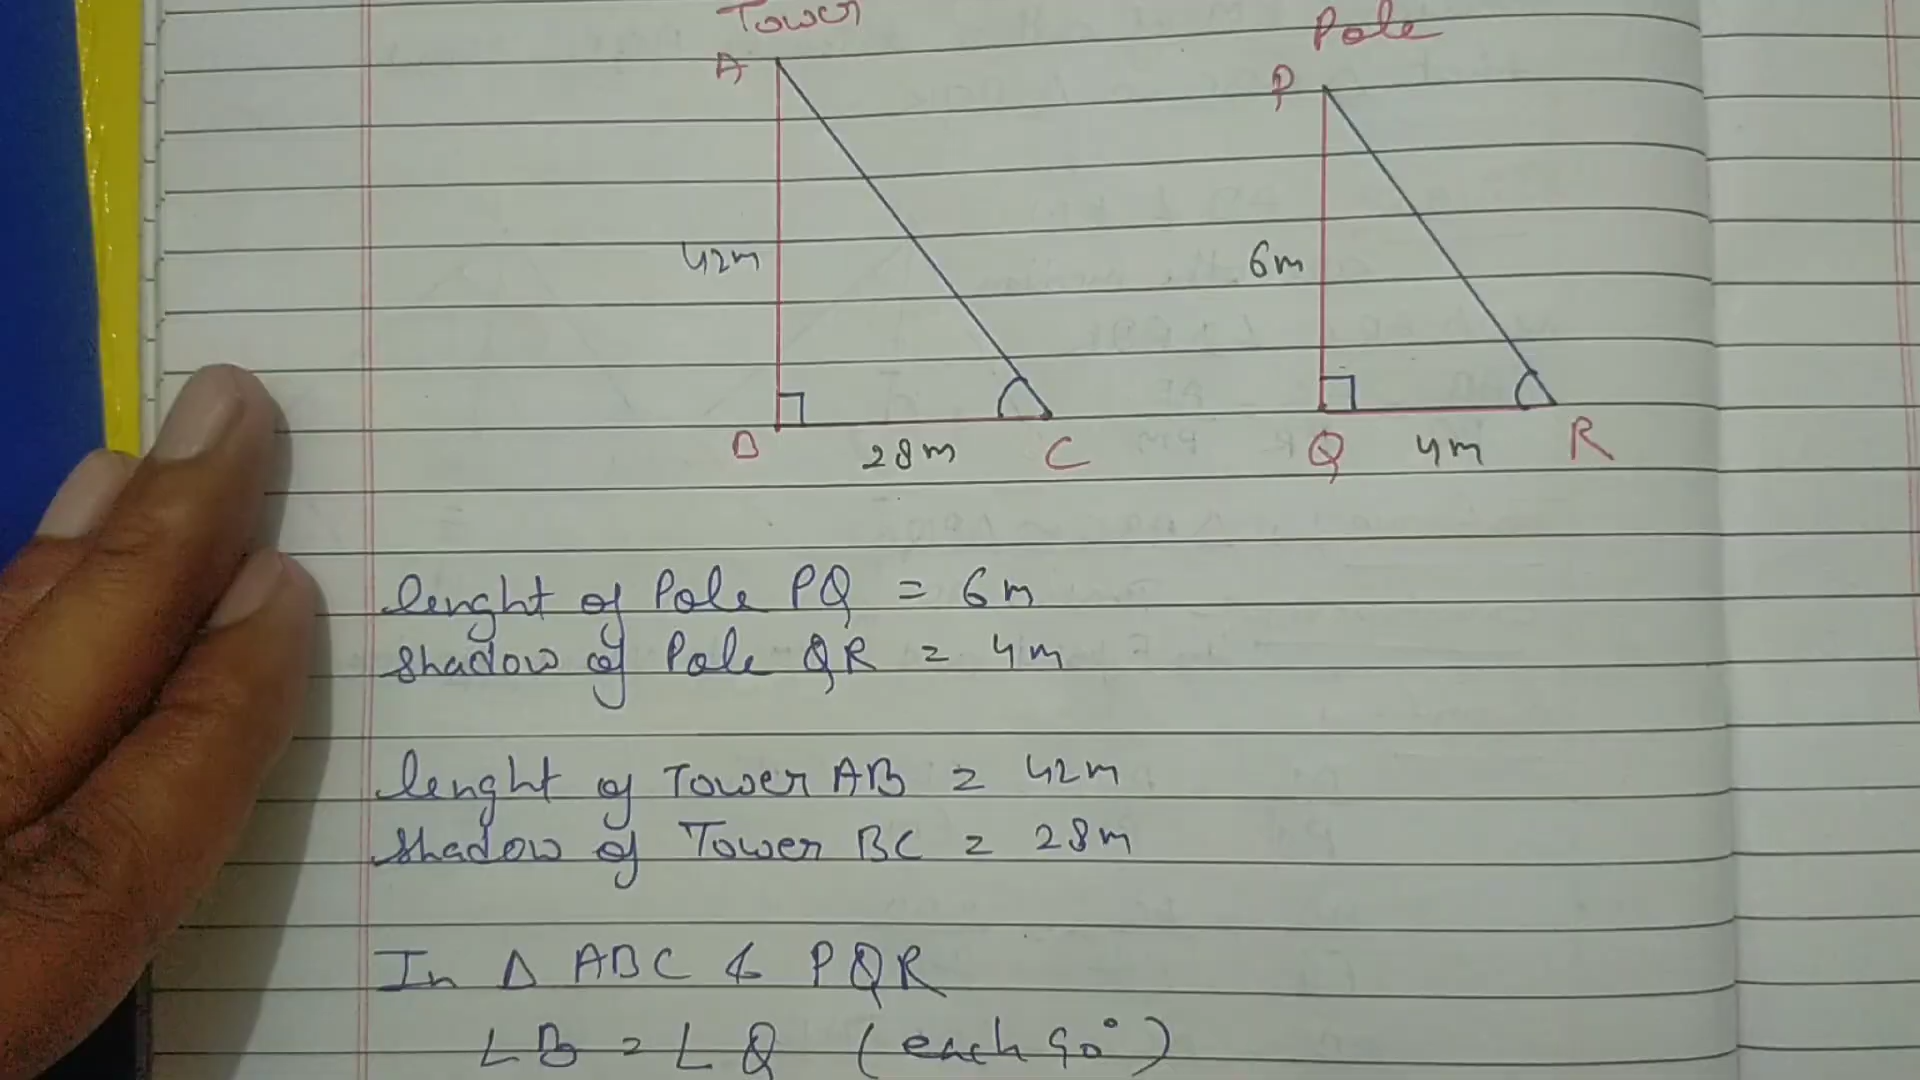 Tower
Pole
A
P
42m
6m
B
28m
C
Q
4m
R
lenght of Pole PQ = 6m
Shadow of Pole QR = 4m
lenght of Tower AB = 42m
Shadow of Tower BC = 28m
In Δ ABC & PQR
∠B = ∠Q (each 90°)